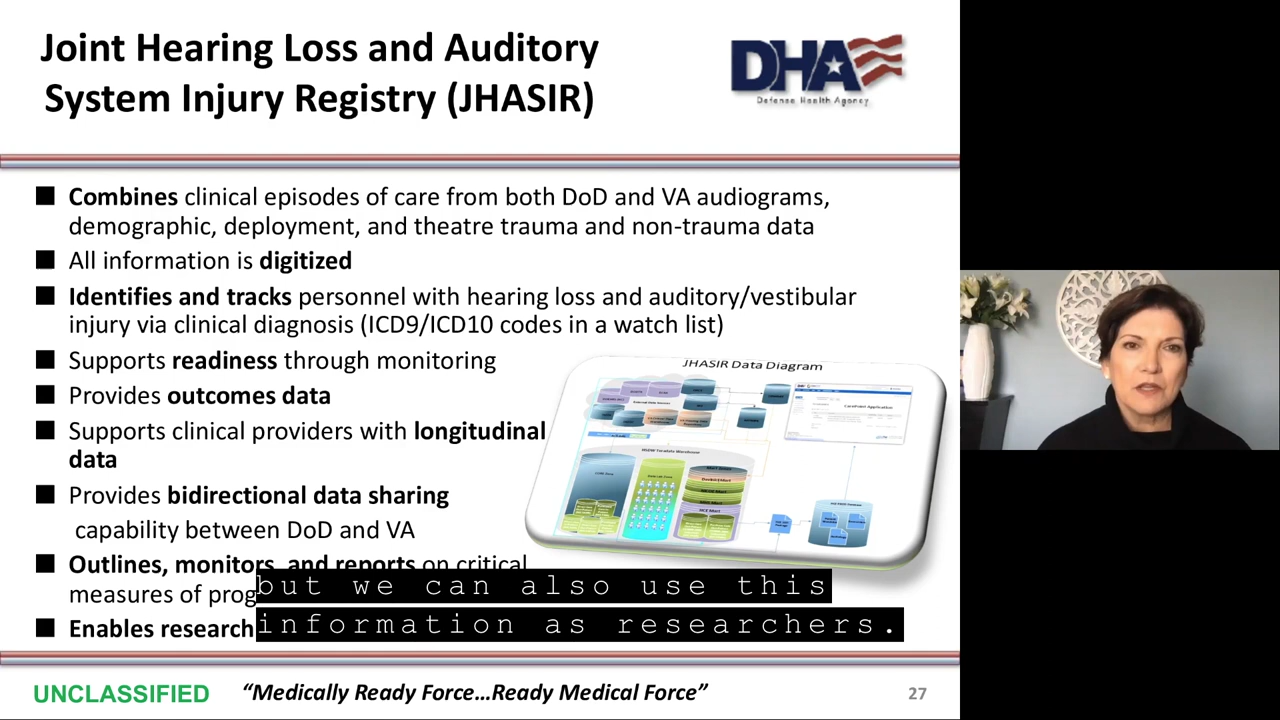 Joint Hearing Loss and Auditory
System Injury Registry (JHASIR)
DHA
Defense Health Agency
■ Combines clinical episodes of care from both DoD and VA audiograms,
demographic, deployment, and theatre trauma and non-trauma data
■ All information is digitized
■ Identifies and tracks personnel with hearing loss and auditory/vestibular
injury via clinical diagnosis (ICD9/ICD10 codes in a watch list)
■ Supports readiness through monitoring
■ Provides outcomes data
■ Supports clinical providers with longitudinal
data
■ Provides bidirectional data sharing
capability between DoD and VA
■ Outlines, monitors, and reports on critical
measures of prog
■ Enables research
JHASIR Data Diagram
but we can also use this
information as researchers.
UNCLASSIFIED
“Medically Ready Force…Ready Medical Force”
27